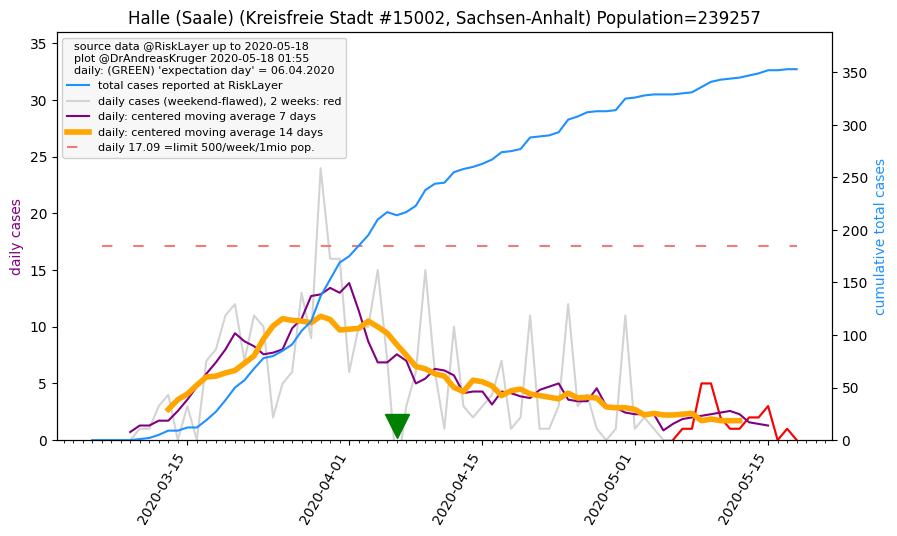 Halle (Saale) (Kreisfreie Stadt #15002, Sachsen-Anhalt) Population=239257
source data @RiskLayer up to 2020-05-18
plot @DrAndreasKruger 2020-05-18 01:55
daily: (GREEN) 'expectation day' = 06.04.2020
total cases reported at RiskLayer
daily cases (weekend-flawed), 2 weeks: red
daily: centered moving average 7 days
daily: centered moving average 14 days
daily 17.09 =limit 500/week/1mio pop.
daily cases
35
30
25
20
15
10
5
0
cumulative total cases
350
300
250
200
150
100
50
0
2020-03-15
2020-04-01
2020-04-15
2020-05-01
2020-05-15